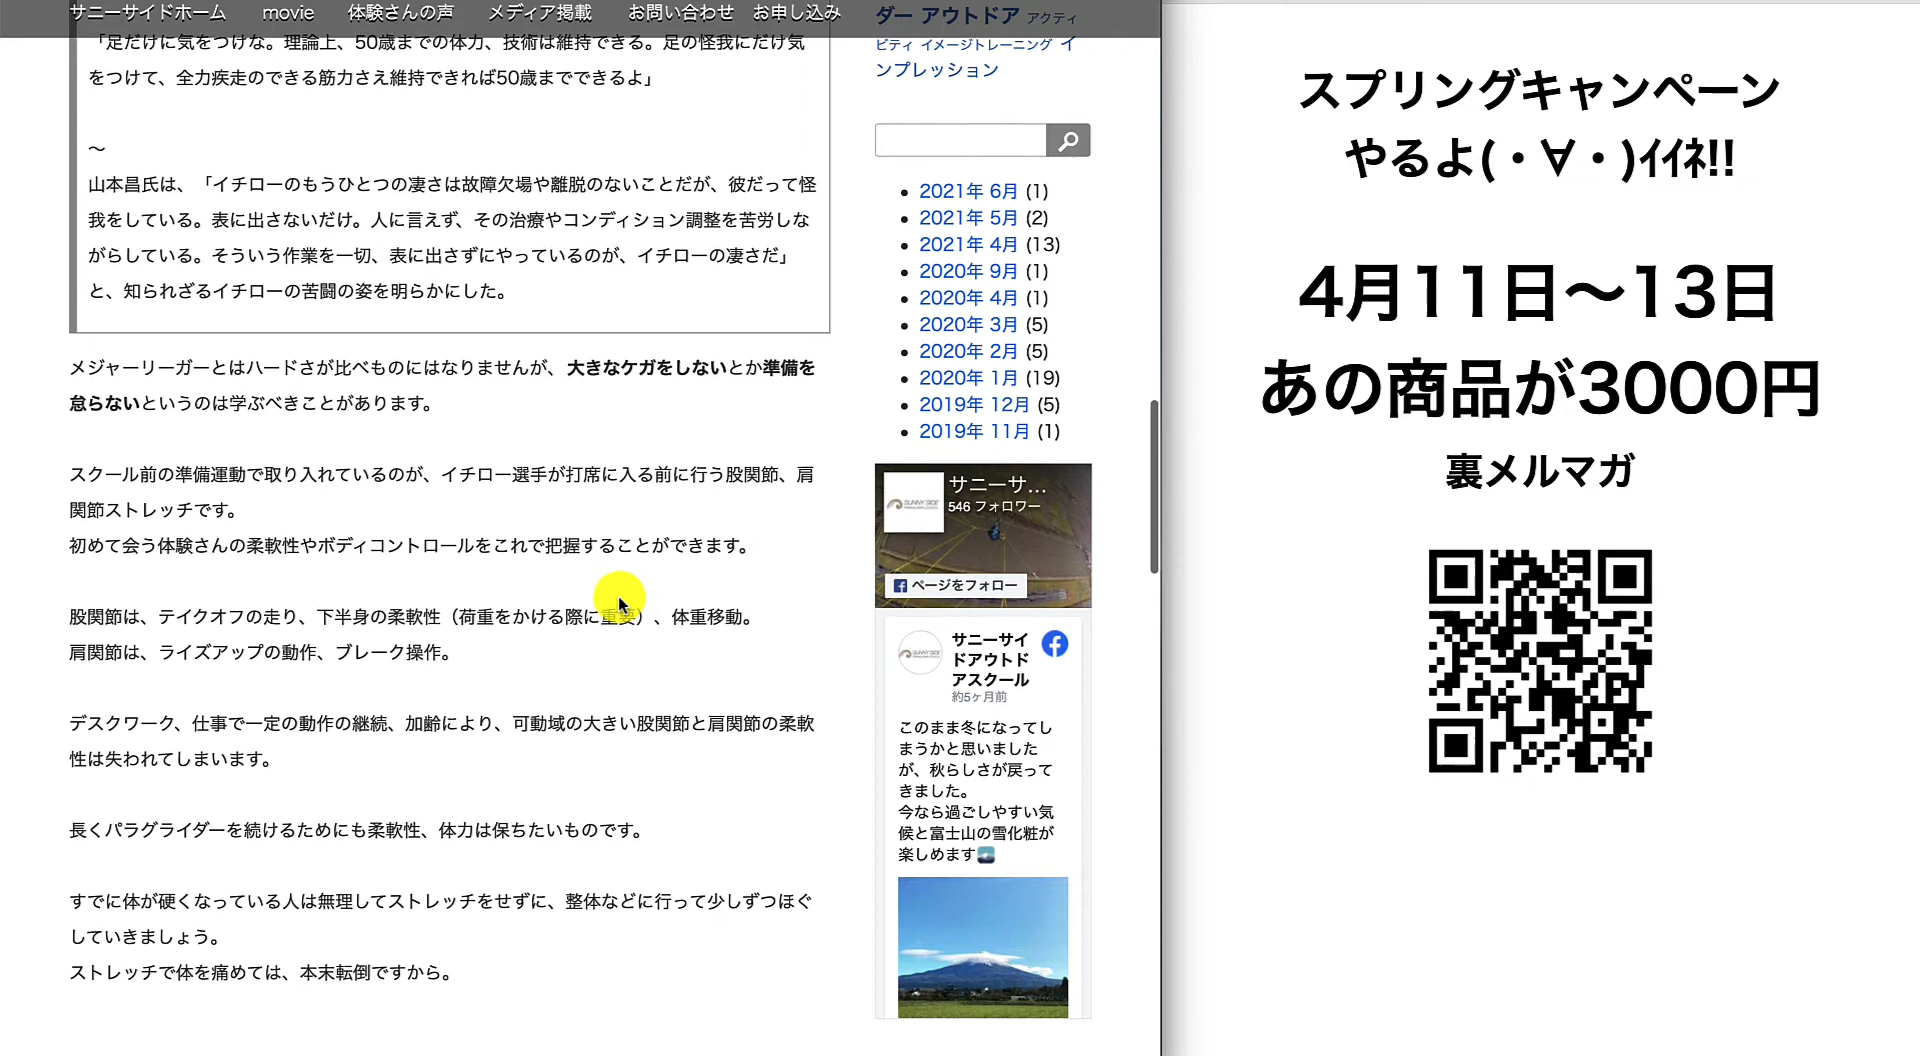 サニーサイドホーム movie 体験さんの声 メディア掲載 お問い合わせ お申し込み
「足だけに気をつけな。理論上、50歳までの体力、技術は維持できる。足の怪我にだけ気
をつけて、全力疾走のできる筋力さえ維持できれば50歳までできるよ」
～
山本昌氏は、「イチローのもうひとつの凄さは故障欠場や離脱のないことだが、彼だって怪
我をしている。表に出さないだけ。人に言えず、その治療やコンディション調整を苦労しな
がらしている。そういう作業を一切、表に出さずにやっているのが、イチローの凄さだ」
と、知られざるイチローの苦闘の姿を明らかにした。
メジャーリーガーとはハードさが比べものにはなりませんが、大きなケガをしないとか準備を
怠らないというのは学ぶべきことがあります。
スクール前の準備運動で取り入れているのが、イチロー選手が打席に入る前に行う股関節、肩
関節ストレッチです。
初めて会う体験さんの柔軟性やボディコントロールをこれで把握することができます。
股関節は、テイクオフの走り、下半身の柔軟性（荷重をかける際に重要）、体重移動。
肩関節は、ライズアップの動作、ブレーク操作。
デスクワーク、仕事で一定の動作の継続、加齢により、可動域の大きい股関節と肩関節の柔軟
性は失われてしまいます。
長くパラグライダーを続けるためにも柔軟性、体力は保ちたいものです。
すでに体が硬くなっている人は無理してストレッチをせずに、整体などに行って少しずつほぐ
していきましょう。
ストレッチで体を痛めては、本末転倒ですから。
ダー アウトドア アクティ
ビティ イメージトレーニング イ
ンプレッション
2021年 6月 (1)
2021年 5月 (2)
2021年 4月 (13)
2020年 9月 (1)
2020年 4月 (1)
2020年 3月 (5)
2020年 2月 (5)
2020年 1月 (19)
2019年 12月 (5)
2019年 11月 (1)
サニーサ...
546 フォロワー
SUNNY SIDE
ページをフォロー
サニーサイ
ドアウトド
アスクール
約5ヶ月前
このまま冬になってし
まうかと思いました
が、秋らしさが戻って
きました。
今なら過ごしやすい気
候と富士山の雪化粧が
楽しめます
スプリングキャンペーン
やるよ(・∀・)ｲｲﾈ!!
4月11日〜13日
あの商品が3000円
裏メルマガ